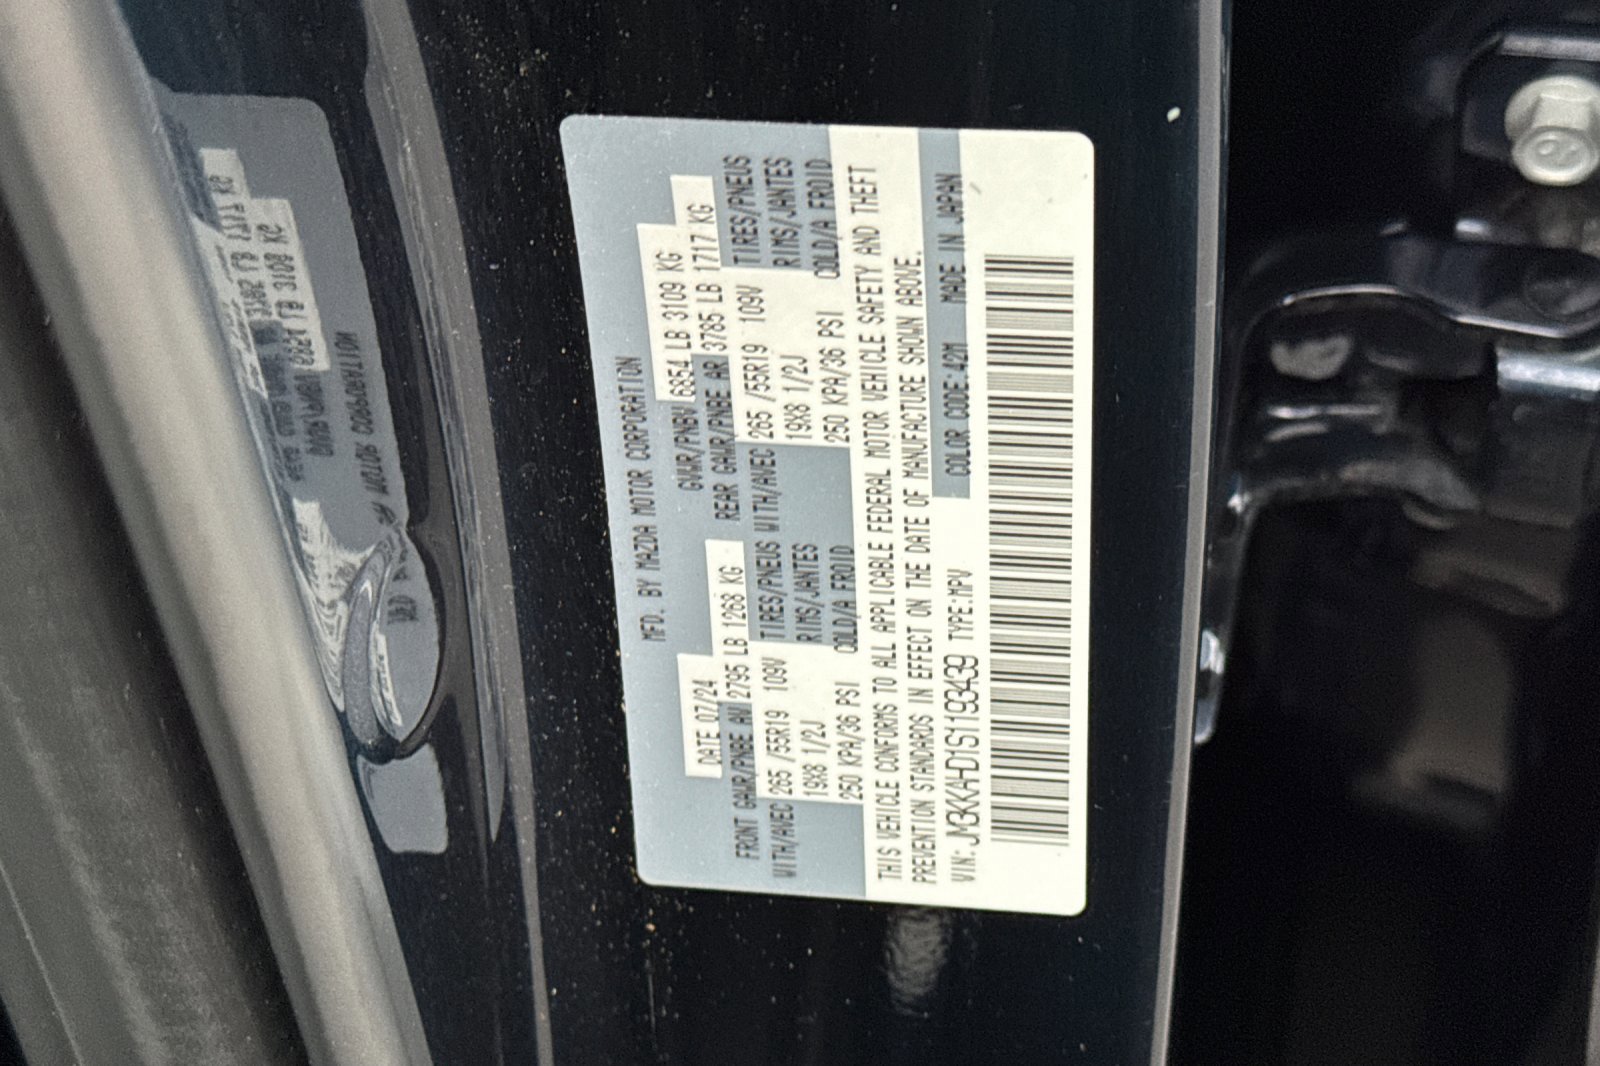 MFD. BY MAZDA MOTOR CORPORATION
DATE 07/24 GVWR/PNBV 6854 LB 3109 KG
FRONT GAWR/PNBE AV 2795 LB 1268 KG REAR GAWR/PNBE AR 3785 LB 1717 KG
WITH/AVEC 265 /55R19 109V TIRES/PNEUS WITH/AVEC 265 /55R19 109V TIRES/PNEUS
19X8 1/2J RIMS/JANTES 19X8 1/2J RIMS/JANTES
250 KPA/36 PSI COLD/A FROID 250 KPA/36 PSI COLD/A FROID
THIS VEHICLE CONFORMS TO ALL APPLICABLE FEDERAL MOTOR VEHICLE SAFETY AND THEFT
PREVENTION STANDARDS IN EFFECT ON THE DATE OF MANUFACTURE SHOWN ABOVE.
VIN: JM3KKAHD1S1193439 TYPE:MPV COLOR CODE:42M MADE IN JAPAN